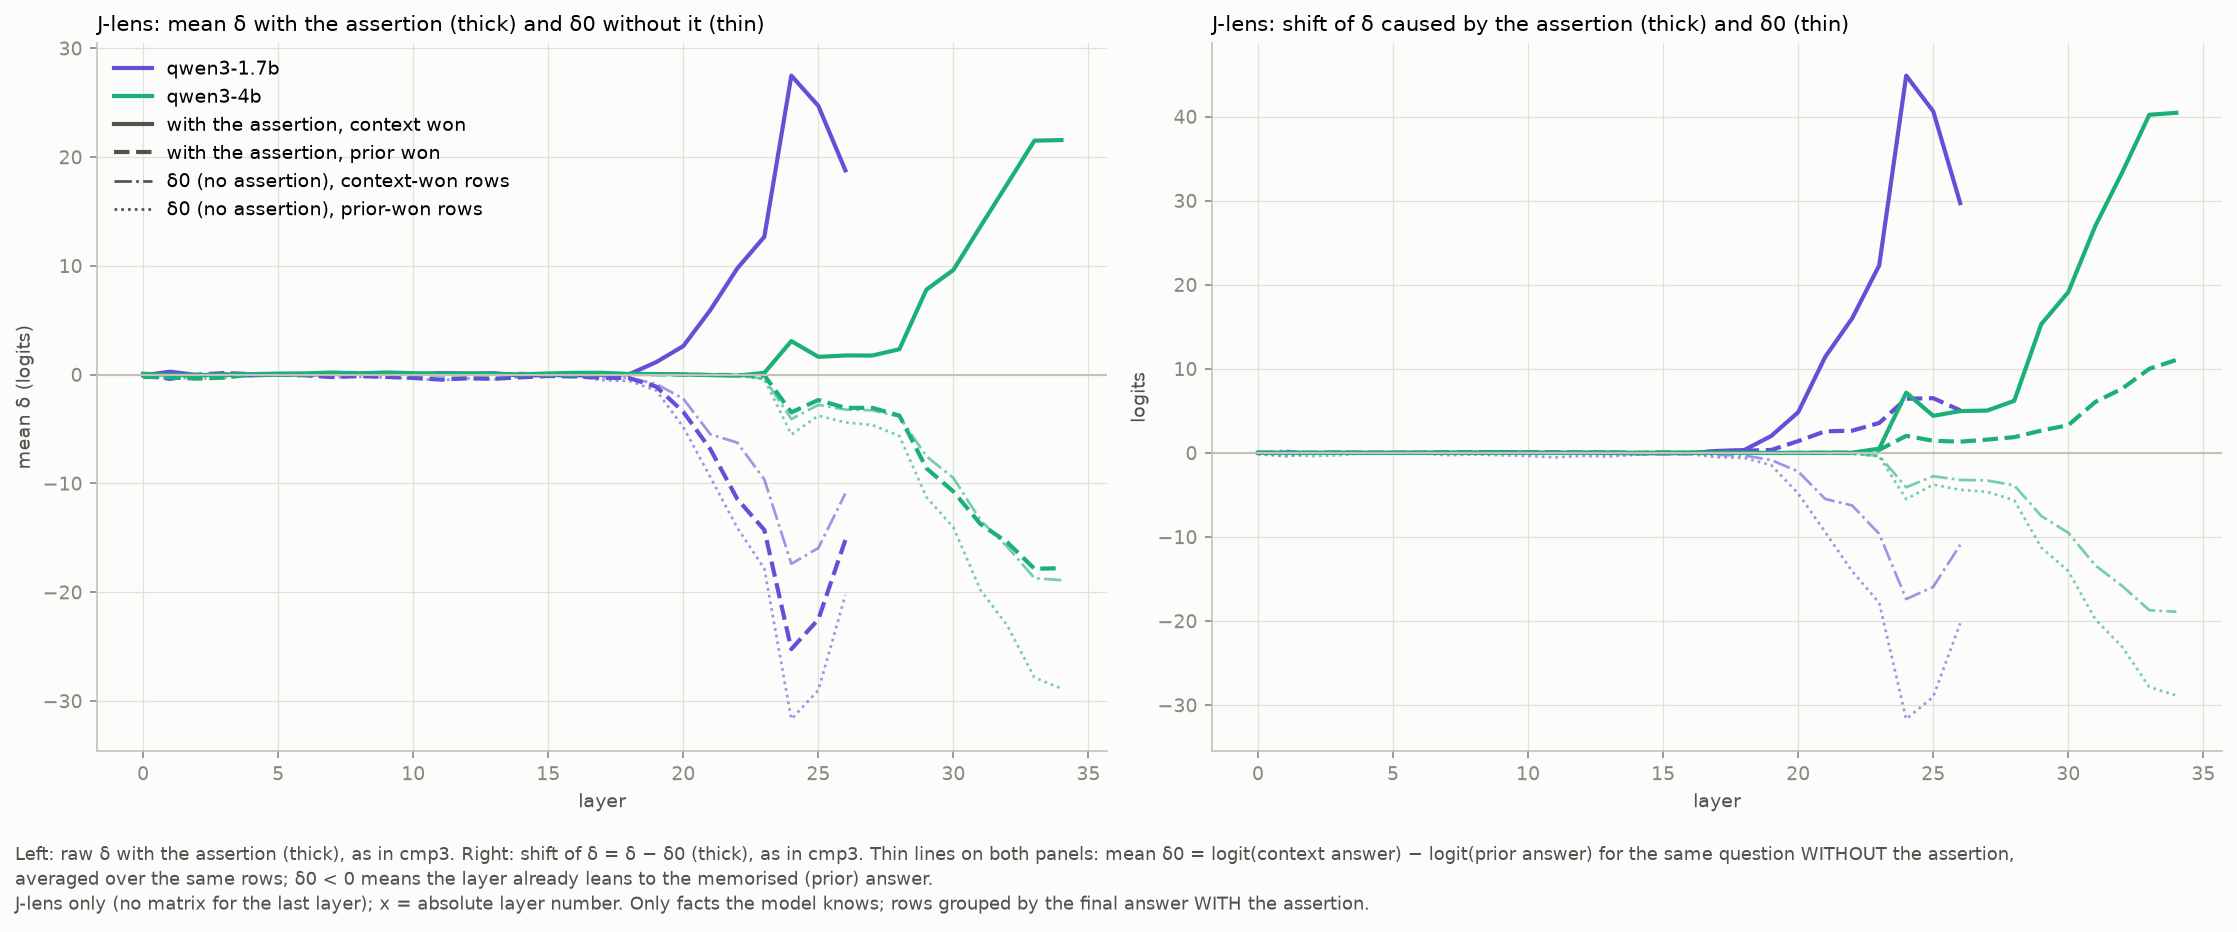 J-lens: mean δ with the assertion (thick) and δ0 without it (thin)
qwen3-1.7b
qwen3-4b
with the assertion, context won
with the assertion, prior won
δ0 (no assertion), context-won rows
δ0 (no assertion), prior-won rows
mean δ (logits)
30
20
10
0
−10
−20
−30
0 5 10 15 20 25 30 35
layer
J-lens: shift of δ caused by the assertion (thick) and δ0 (thin)
logits
40
30
20
10
0
−10
−20
−30
0 5 10 15 20 25 30 35
layer
Left: raw δ with the assertion (thick), as in cmp3. Right: shift of δ = δ − δ0 (thick), as in cmp3. Thin lines on both panels: mean δ0 = logit(context answer) − logit(prior answer) for the same question WITHOUT the assertion,
averaged over the same rows; δ0 < 0 means the layer already leans to the memorised (prior) answer.
J-lens only (no matrix for the last layer); x = absolute layer number. Only facts the model knows; rows grouped by the final answer WITH the assertion.